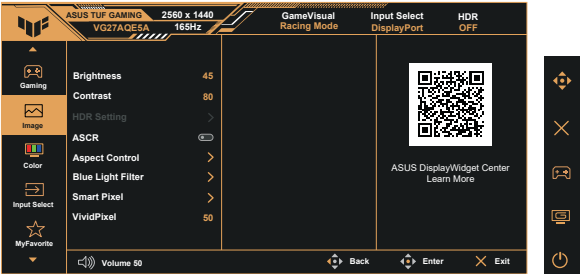 ASUS TUF GAMING 2560 x 1440
VG27AQE5A 165Hz
GameVisual
Racing Mode
Input Select
DisplayPort
HDR
OFF
Gaming
Image
Color
Input Select
MyFavorite
Brightness 45
Contrast 80
HDR Setting
ASCR
Aspect Control
Blue Light Filter
Smart Pixel
VividPixel 50
ASUS DisplayWidget Center
Learn More
Volume 50
Back
Enter
Exit